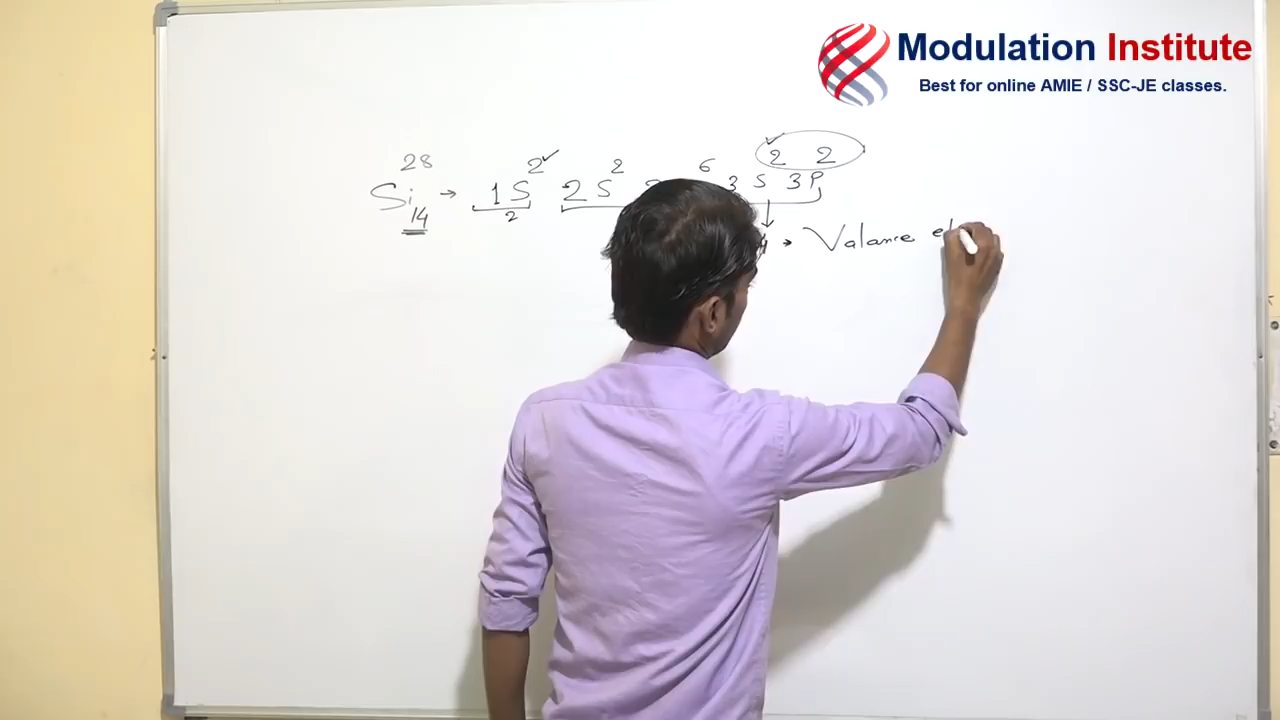 Modulation Institute
Best for online AMIE / SSC-JE classes.
28 2 2 6 2 2
Si → 1S 2S 3S 3P
14 2 4 → Valance el